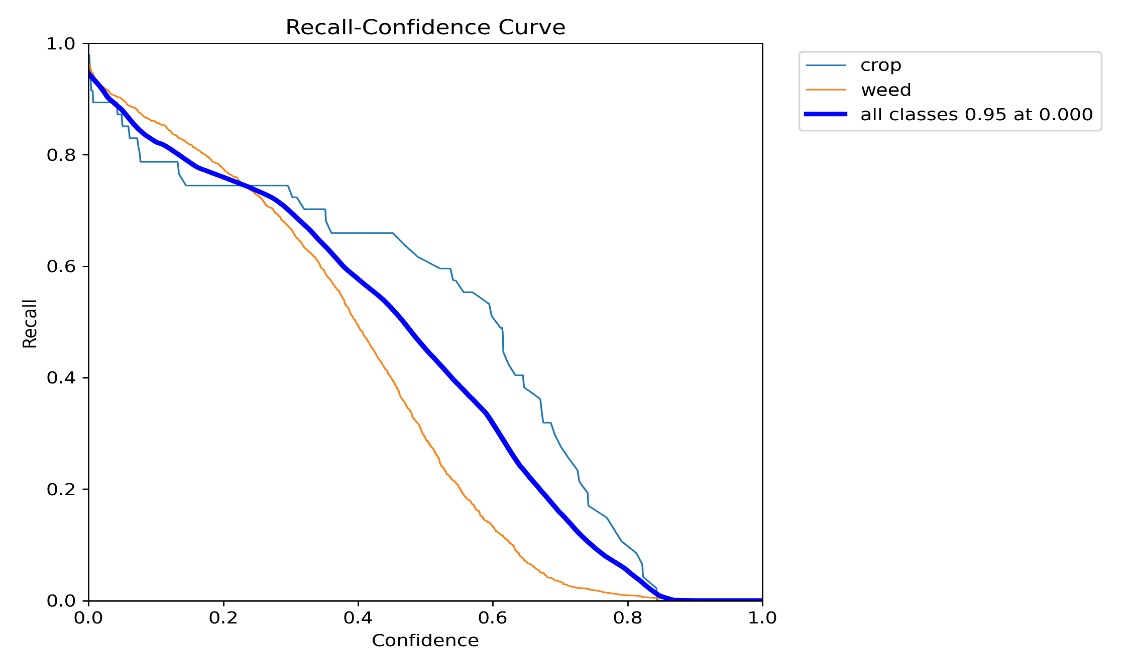 Recall-Confidence Curve
1.0
0.8
0.6
0.4
0.2
0.0
Recall
0.0 0.2 0.4 0.6 0.8 1.0
Confidence
crop
weed
all classes 0.95 at 0.000